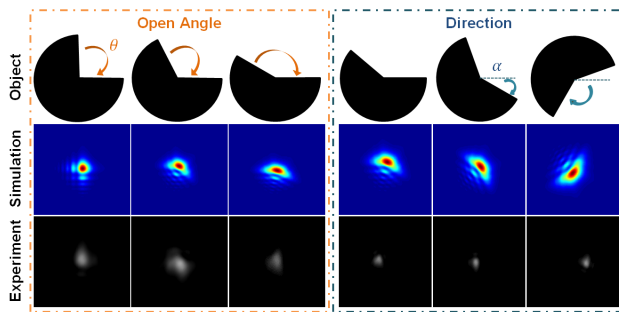 Open Angle
Direction
Object
θ
α
Simulation
Experiment